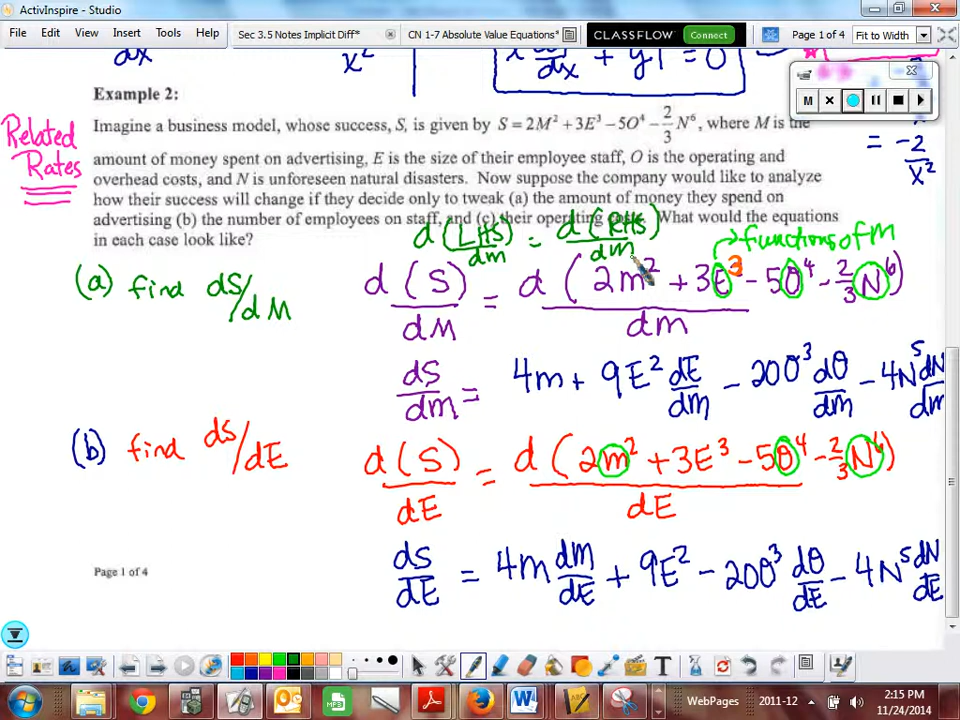 ActivInspire - Studio
File Edit View Insert Tools Help Sec 3.5 Notes Implicit Diff* CN 1-7 Absolute Value Equations* CLASSFLOW Connect Page 1 of 4 Fit to Width
dx x² x dy/dx + y1 = 0
Example 2:
Related Rates
Imagine a business model, whose success, S, is given by S = 2M² + 3E³ − 5O⁴ − 2/3 N⁶, where M is the
= -2/x²
amount of money spent on advertising, E is the size of their employee staff, O is the operating and
overhead costs, and N is unforeseen natural disasters. Now suppose the company would like to analyze
how their success will change if they decide only to tweak (a) the amount of money they spend on
advertising (b) the number of employees on staff, and (c) their operating costs. What would the equations
in each case look like?
d(LHS)/dm = d(RHS)/dm
functions of M
(a) find dS/dM
d(S)/dM = d(2m² + 3E³ - 5O⁴ - 2/3 N⁶)/dm
ds/dm = 4m + 9E² dE/dm - 20O³ dO/dm - 4N⁵ dN/dm
(b) find ds/dE
d(S)/dE = d(2m² + 3E³ - 5O⁴ - 2/3 N⁶)/dE
ds/dE = 4m dm/dE + 9E² - 20O³ dO/dE - 4N⁵ dN/dE
Page 1 of 4
WebPages 2011-12 2:15 PM
11/24/2014